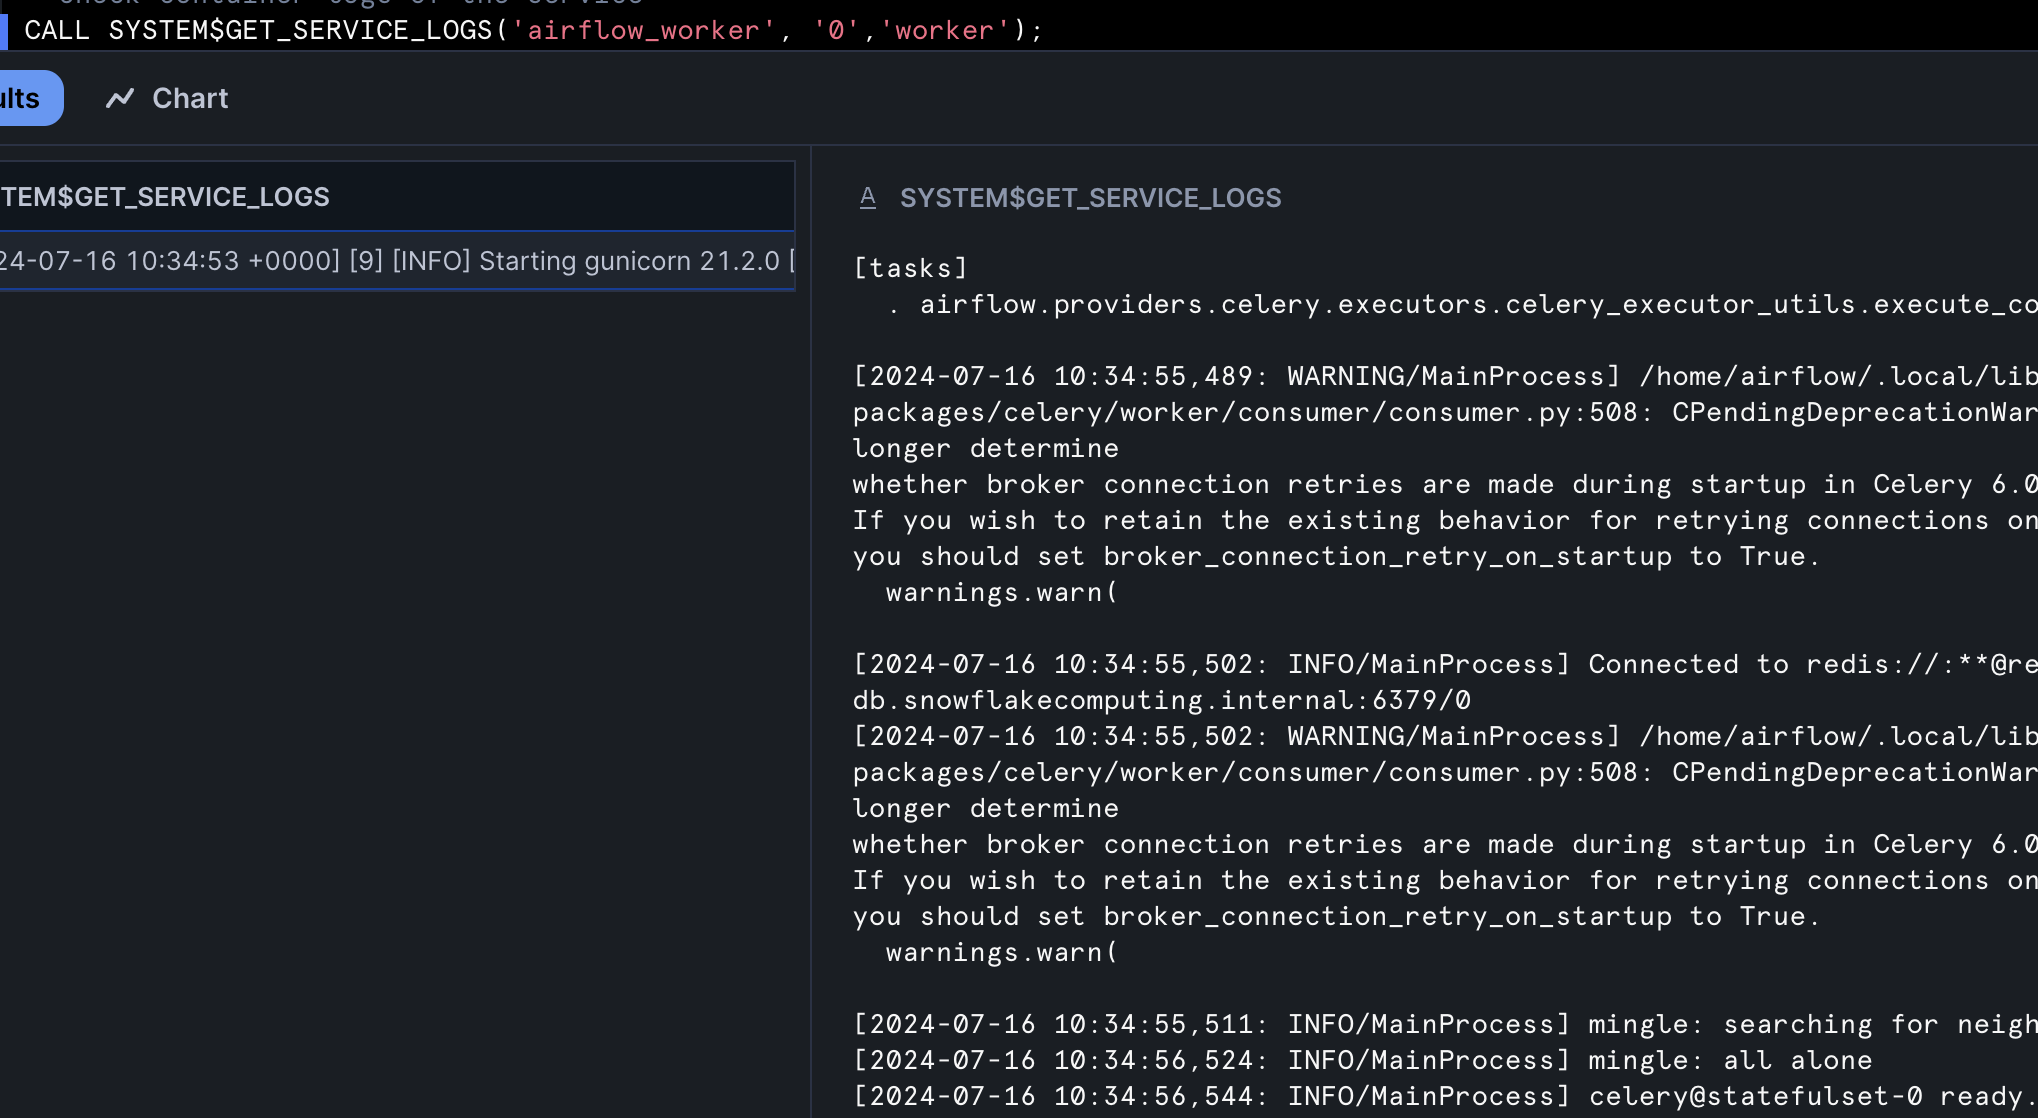 CALL SYSTEM$GET_SERVICE_LOGS('airflow_worker', '0','worker');
ults
Chart
TEM$GET_SERVICE_LOGS
24-07-16 10:34:53 +0000] [9] [INFO] Starting gunicorn 21.2.0 [
A SYSTEM$GET_SERVICE_LOGS
[tasks]
  . airflow.providers.celery.executors.celery_executor_utils.execute_co
[2024-07-16 10:34:55,489: WARNING/MainProcess] /home/airflow/.local/lib
packages/celery/worker/consumer/consumer.py:508: CPendingDeprecationWar
longer determine
whether broker connection retries are made during startup in Celery 6.0
If you wish to retain the existing behavior for retrying connections on
you should set broker_connection_retry_on_startup to True.
  warnings.warn(
[2024-07-16 10:34:55,502: INFO/MainProcess] Connected to redis://:**@re
db.snowflakecomputing.internal:6379/0
[2024-07-16 10:34:55,502: WARNING/MainProcess] /home/airflow/.local/lib
packages/celery/worker/consumer/consumer.py:508: CPendingDeprecationWar
longer determine
whether broker connection retries are made during startup in Celery 6.0
If you wish to retain the existing behavior for retrying connections on
you should set broker_connection_retry_on_startup to True.
  warnings.warn(
[2024-07-16 10:34:55,511: INFO/MainProcess] mingle: searching for neigh
[2024-07-16 10:34:56,524: INFO/MainProcess] mingle: all alone
[2024-07-16 10:34:56,544: INFO/MainProcess] celery@statefulset-0 ready.